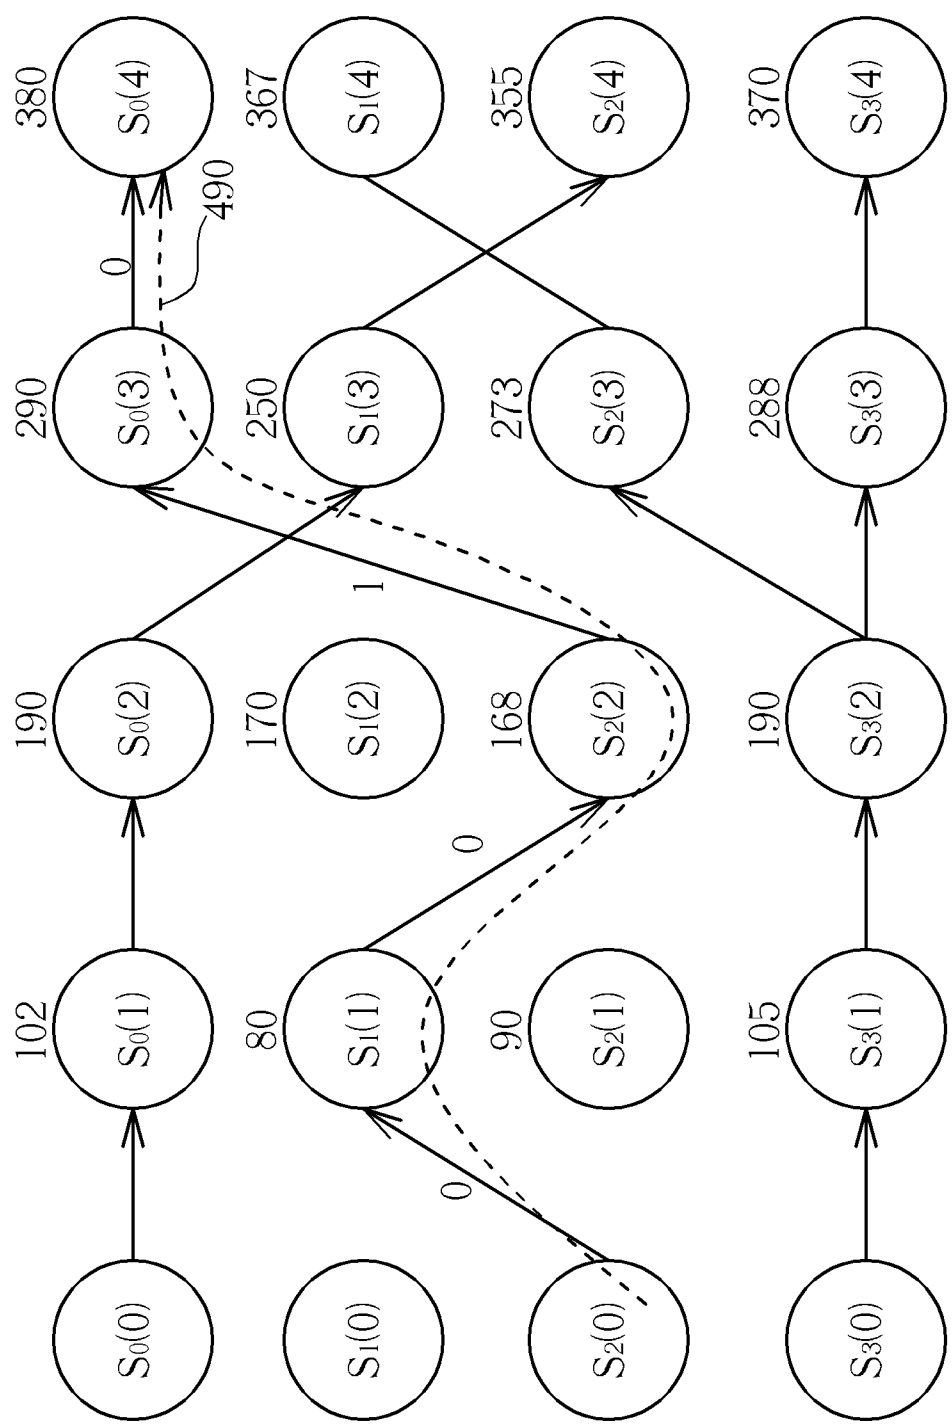 102 190 290 380
0
S0(0) S0(1) S0(2) S0(3) S0(4)
490
80 170 250 367
S1(0) S1(1) S1(2) S1(3) S1(4)
1
0 0
90 168 273 355
S2(0) S2(1) S2(2) S2(3) S2(4)
105 190 288 370
S3(0) S3(1) S3(2) S3(3) S3(4)